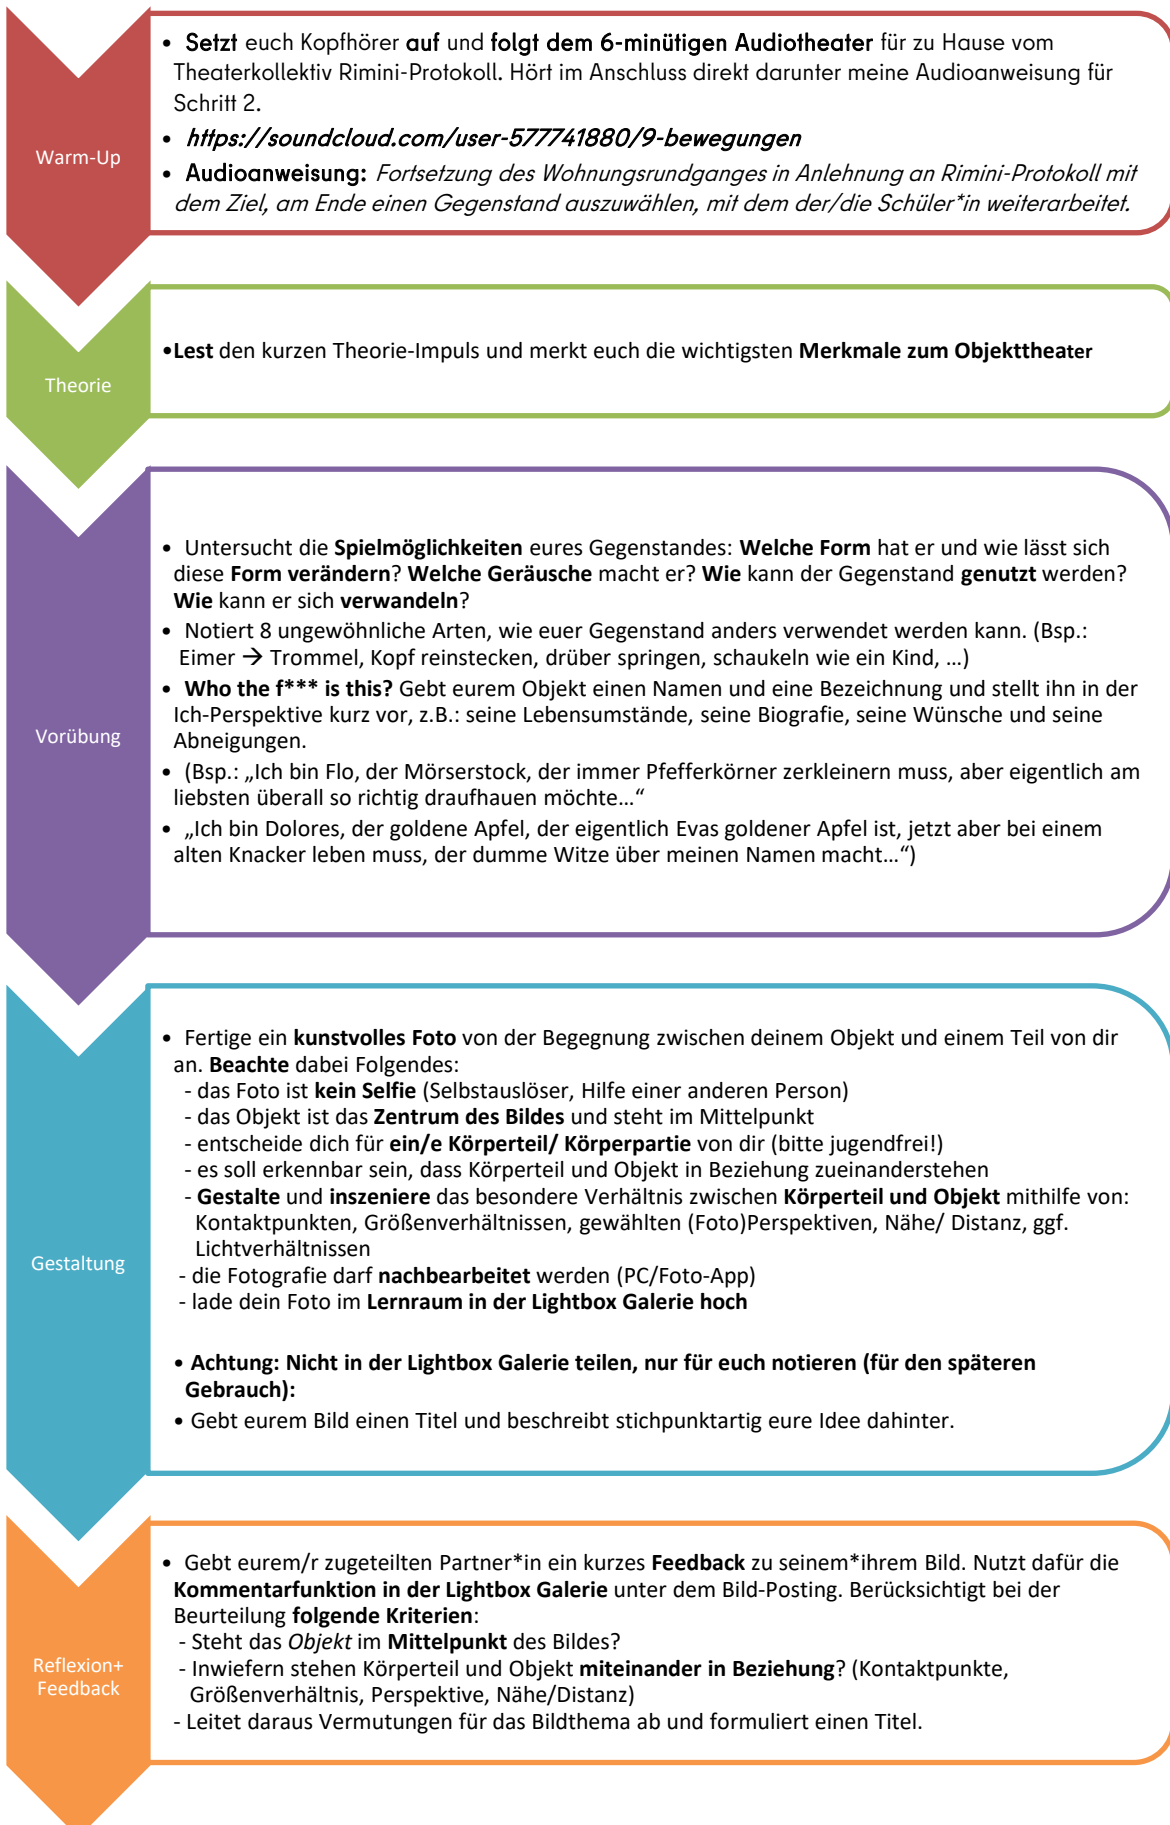 Warm-Up
• Setzt euch Kopfhörer auf und folgt dem 6-minütigen Audiotheater für zu Hause vom
Theaterkollektiv Rimini-Protokoll. Hört im Anschluss direkt darunter meine Audioanweisung für
Schritt 2.
• https://soundcloud.com/user-577741880/9-bewegungen
• Audioanweisung: Fortsetzung des Wohnungsrundganges in Anlehnung an Rimini-Protokoll mit
dem Ziel, am Ende einen Gegenstand auszuwählen, mit dem der/die Schüler*in weiterarbeitet.
Theorie
•Lest den kurzen Theorie-Impuls und merkt euch die wichtigsten Merkmale zum Objekttheater
Vorübung
• Untersucht die Spielmöglichkeiten eures Gegenstandes: Welche Form hat er und wie lässt sich
diese Form verändern? Welche Geräusche macht er? Wie kann der Gegenstand genutzt werden?
Wie kann er sich verwandeln?
• Notiert 8 ungewöhnliche Arten, wie euer Gegenstand anders verwendet werden kann. (Bsp.:
Eimer → Trommel, Kopf reinstecken, drüber springen, schaukeln wie ein Kind, …)
• Who the f*** is this? Gebt eurem Objekt einen Namen und eine Bezeichnung und stellt ihn in der
Ich-Perspektive kurz vor, z.B.: seine Lebensumstände, seine Biografie, seine Wünsche und seine
Abneigungen.
• (Bsp.: „Ich bin Flo, der Mörserstock, der immer Pfefferkörner zerkleinern muss, aber eigentlich am
liebsten überall so richtig draufhauen möchte…“
• „Ich bin Dolores, der goldene Apfel, der eigentlich Evas goldener Apfel ist, jetzt aber bei einem
alten Knacker leben muss, der dumme Witze über meinen Namen macht…“)
Gestaltung
• Fertige ein kunstvolles Foto von der Begegnung zwischen deinem Objekt und einem Teil von dir
an. Beachte dabei Folgendes:
- das Foto ist kein Selfie (Selbstauslöser, Hilfe einer anderen Person)
- das Objekt ist das Zentrum des Bildes und steht im Mittelpunkt
- entscheide dich für ein/e Körperteil/ Körperpartie von dir (bitte jugendfrei!)
- es soll erkennbar sein, dass Körperteil und Objekt in Beziehung zueinanderstehen
- Gestalte und inszeniere das besondere Verhältnis zwischen Körperteil und Objekt mithilfe von:
Kontaktpunkten, Größenverhältnissen, gewählten (Foto)Perspektiven, Nähe/ Distanz, ggf.
Lichtverhältnissen
- die Fotografie darf nachbearbeitet werden (PC/Foto-App)
- lade dein Foto im Lernraum in der Lightbox Galerie hoch
• Achtung: Nicht in der Lightbox Galerie teilen, nur für euch notieren (für den späteren
Gebrauch):
• Gebt eurem Bild einen Titel und beschreibt stichpunktartig eure Idee dahinter.
Reflexion+
Feedback
• Gebt eurem/r zugeteilten Partner*in ein kurzes Feedback zu seinem*ihrem Bild. Nutzt dafür die
Kommentarfunktion in der Lightbox Galerie unter dem Bild-Posting. Berücksichtigt bei der
Beurteilung folgende Kriterien:
- Steht das Objekt im Mittelpunkt des Bildes?
- Inwiefern stehen Körperteil und Objekt miteinander in Beziehung? (Kontaktpunkte,
Größenverhältnis, Perspektive, Nähe/Distanz)
- Leitet daraus Vermutungen für das Bildthema ab und formuliert einen Titel.